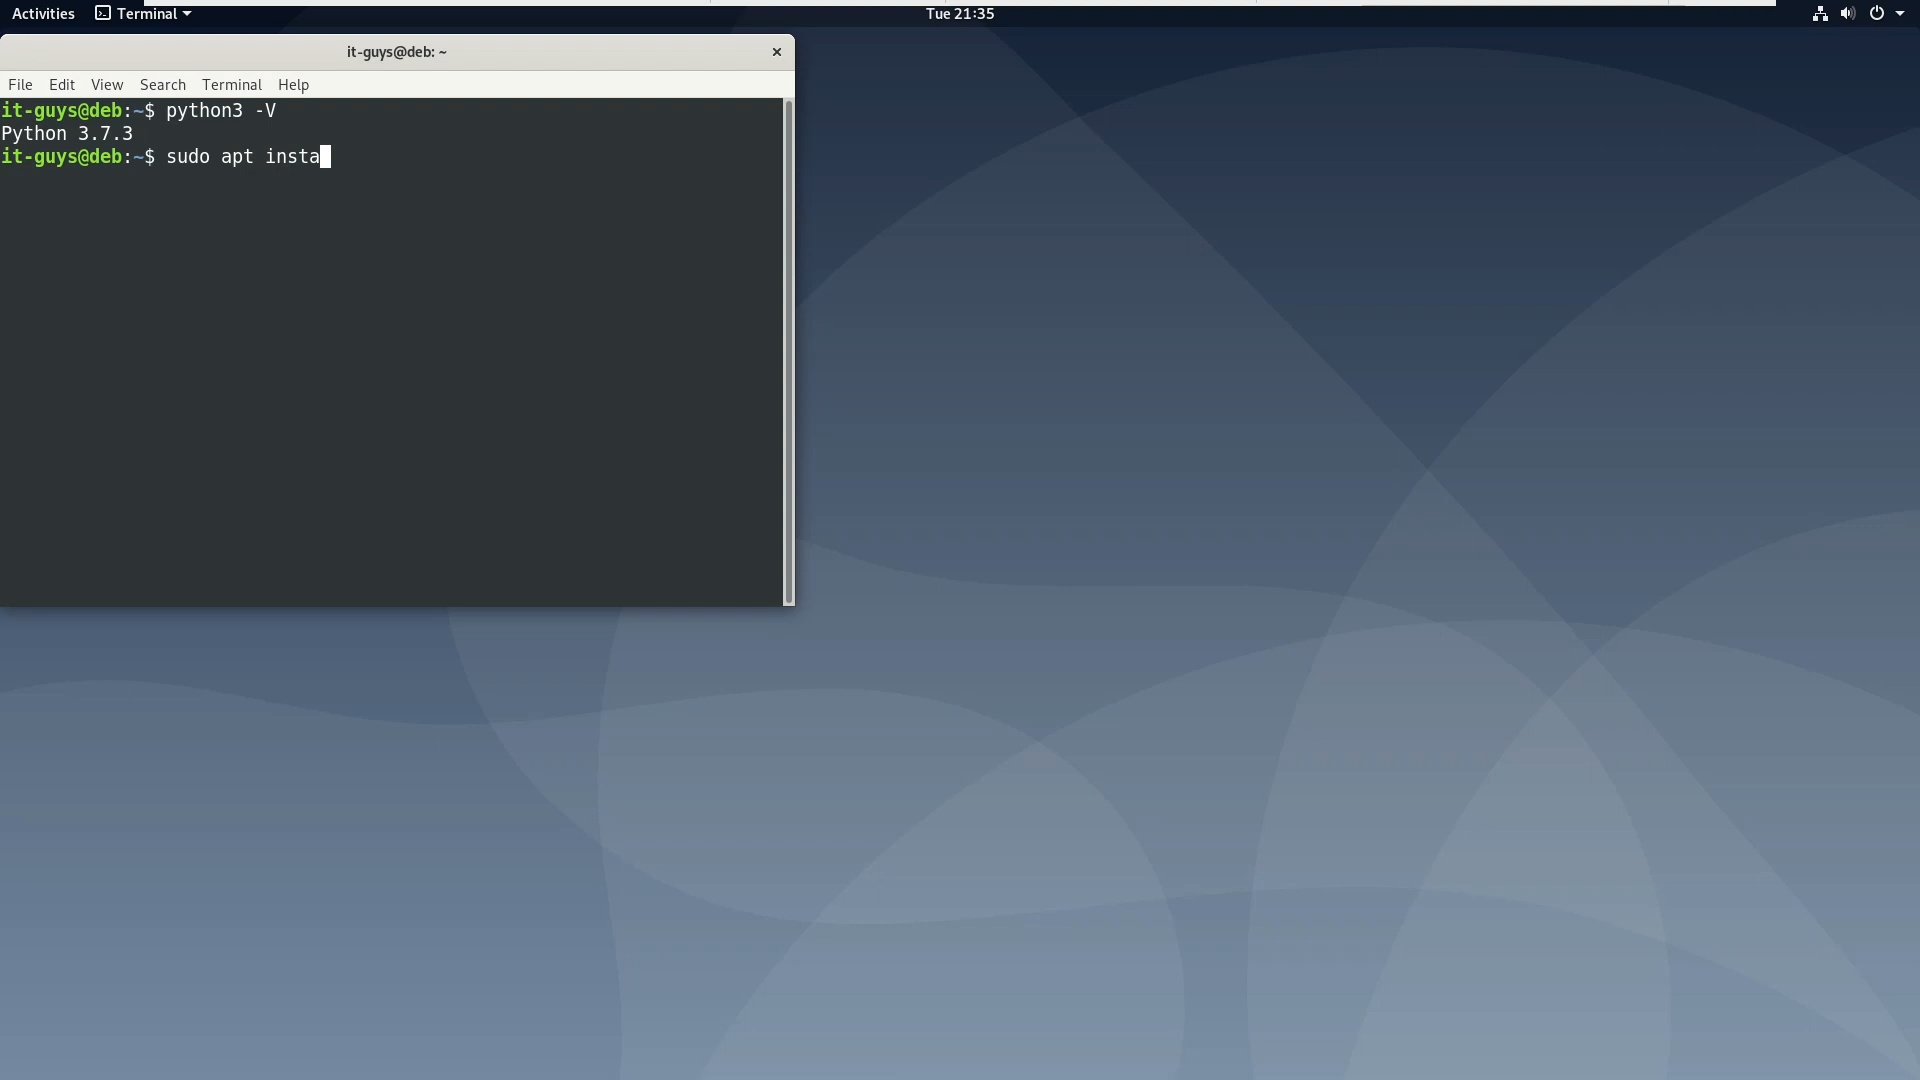 Activities Terminal Tue 21:35
it-guys@deb: ~ ×
File Edit View Search Terminal Help
it-guys@deb:~$ python3 -V
Python 3.7.3
it-guys@deb:~$ sudo apt insta